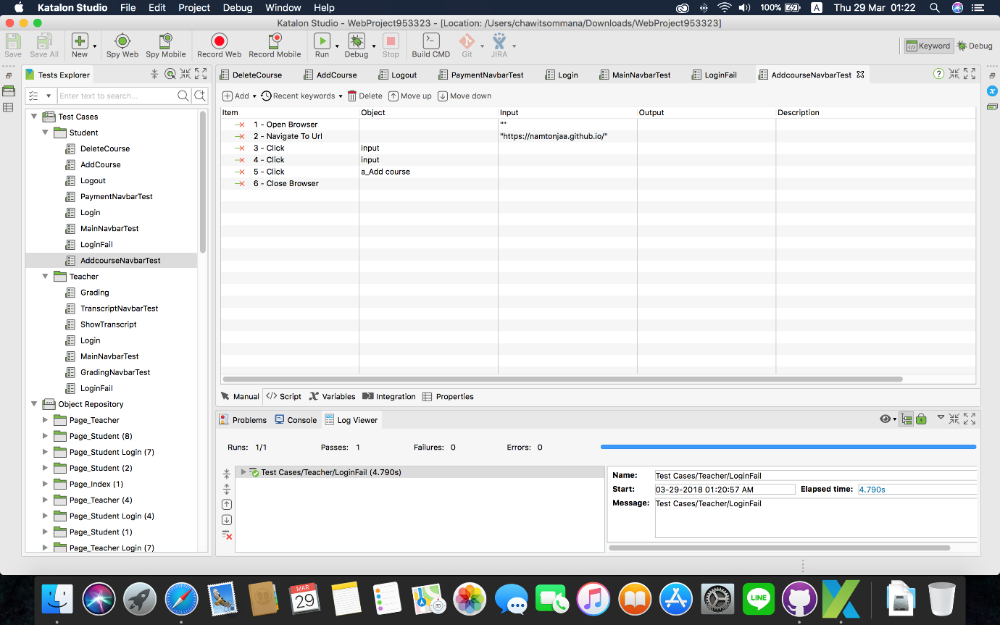 Katalon Studio File Edit Project Debug Window Help 100% A Thu 29 Mar 01:22
Katalon Studio - WebProject953323 - [Location: /Users/chawitsommana/Downloads/WebProject953323]
Save Save All New Spy Web Spy Mobile Record Web Record Mobile Run Debug Stop Build CMD Git JIRA Keyword Debug
Tests Explorer
Enter text to search...
Test Cases
Student
DeleteCourse
AddCourse
Logout
PaymentNavbarTest
Login
MainNavbarTest
LoginFail
AddcourseNavbarTest
Teacher
Grading
TranscriptNavbarTest
ShowTranscript
Login
MainNavbarTest
GradingNavbarTest
LoginFail
Object Repository
Page_Teacher
Page_Student (8)
Page_Student Login (7)
Page_Student (2)
Page_Index (1)
Page_Teacher (4)
Page_Student Login (4)
Page_Student (1)
Page_Teacher Login (7)
DeleteCourse AddCourse Logout PaymentNavbarTest Login MainNavbarTest LoginFail AddcourseNavbarTest
Add Recent keywords Delete Move up Move down
Item Object Input Output Description
1 - Open Browser ""
2 - Navigate To Url "https://namtonjaa.github.io/"
3 - Click input
4 - Click input
5 - Click a_Add course
6 - Close Browser
Manual Script Variables Integration Properties
Problems Console Log Viewer
Runs: 1/1 Passes: 1 Failures: 0 Errors: 0
Test Cases/Teacher/LoginFail (4.790s)
Name: Test Cases/Teacher/LoginFail
Start: 03-29-2018 01:20:57 AM Elapsed time: 4.790s
Message: Test Cases/Teacher/LoginFail
MAR
29
3D
LINE